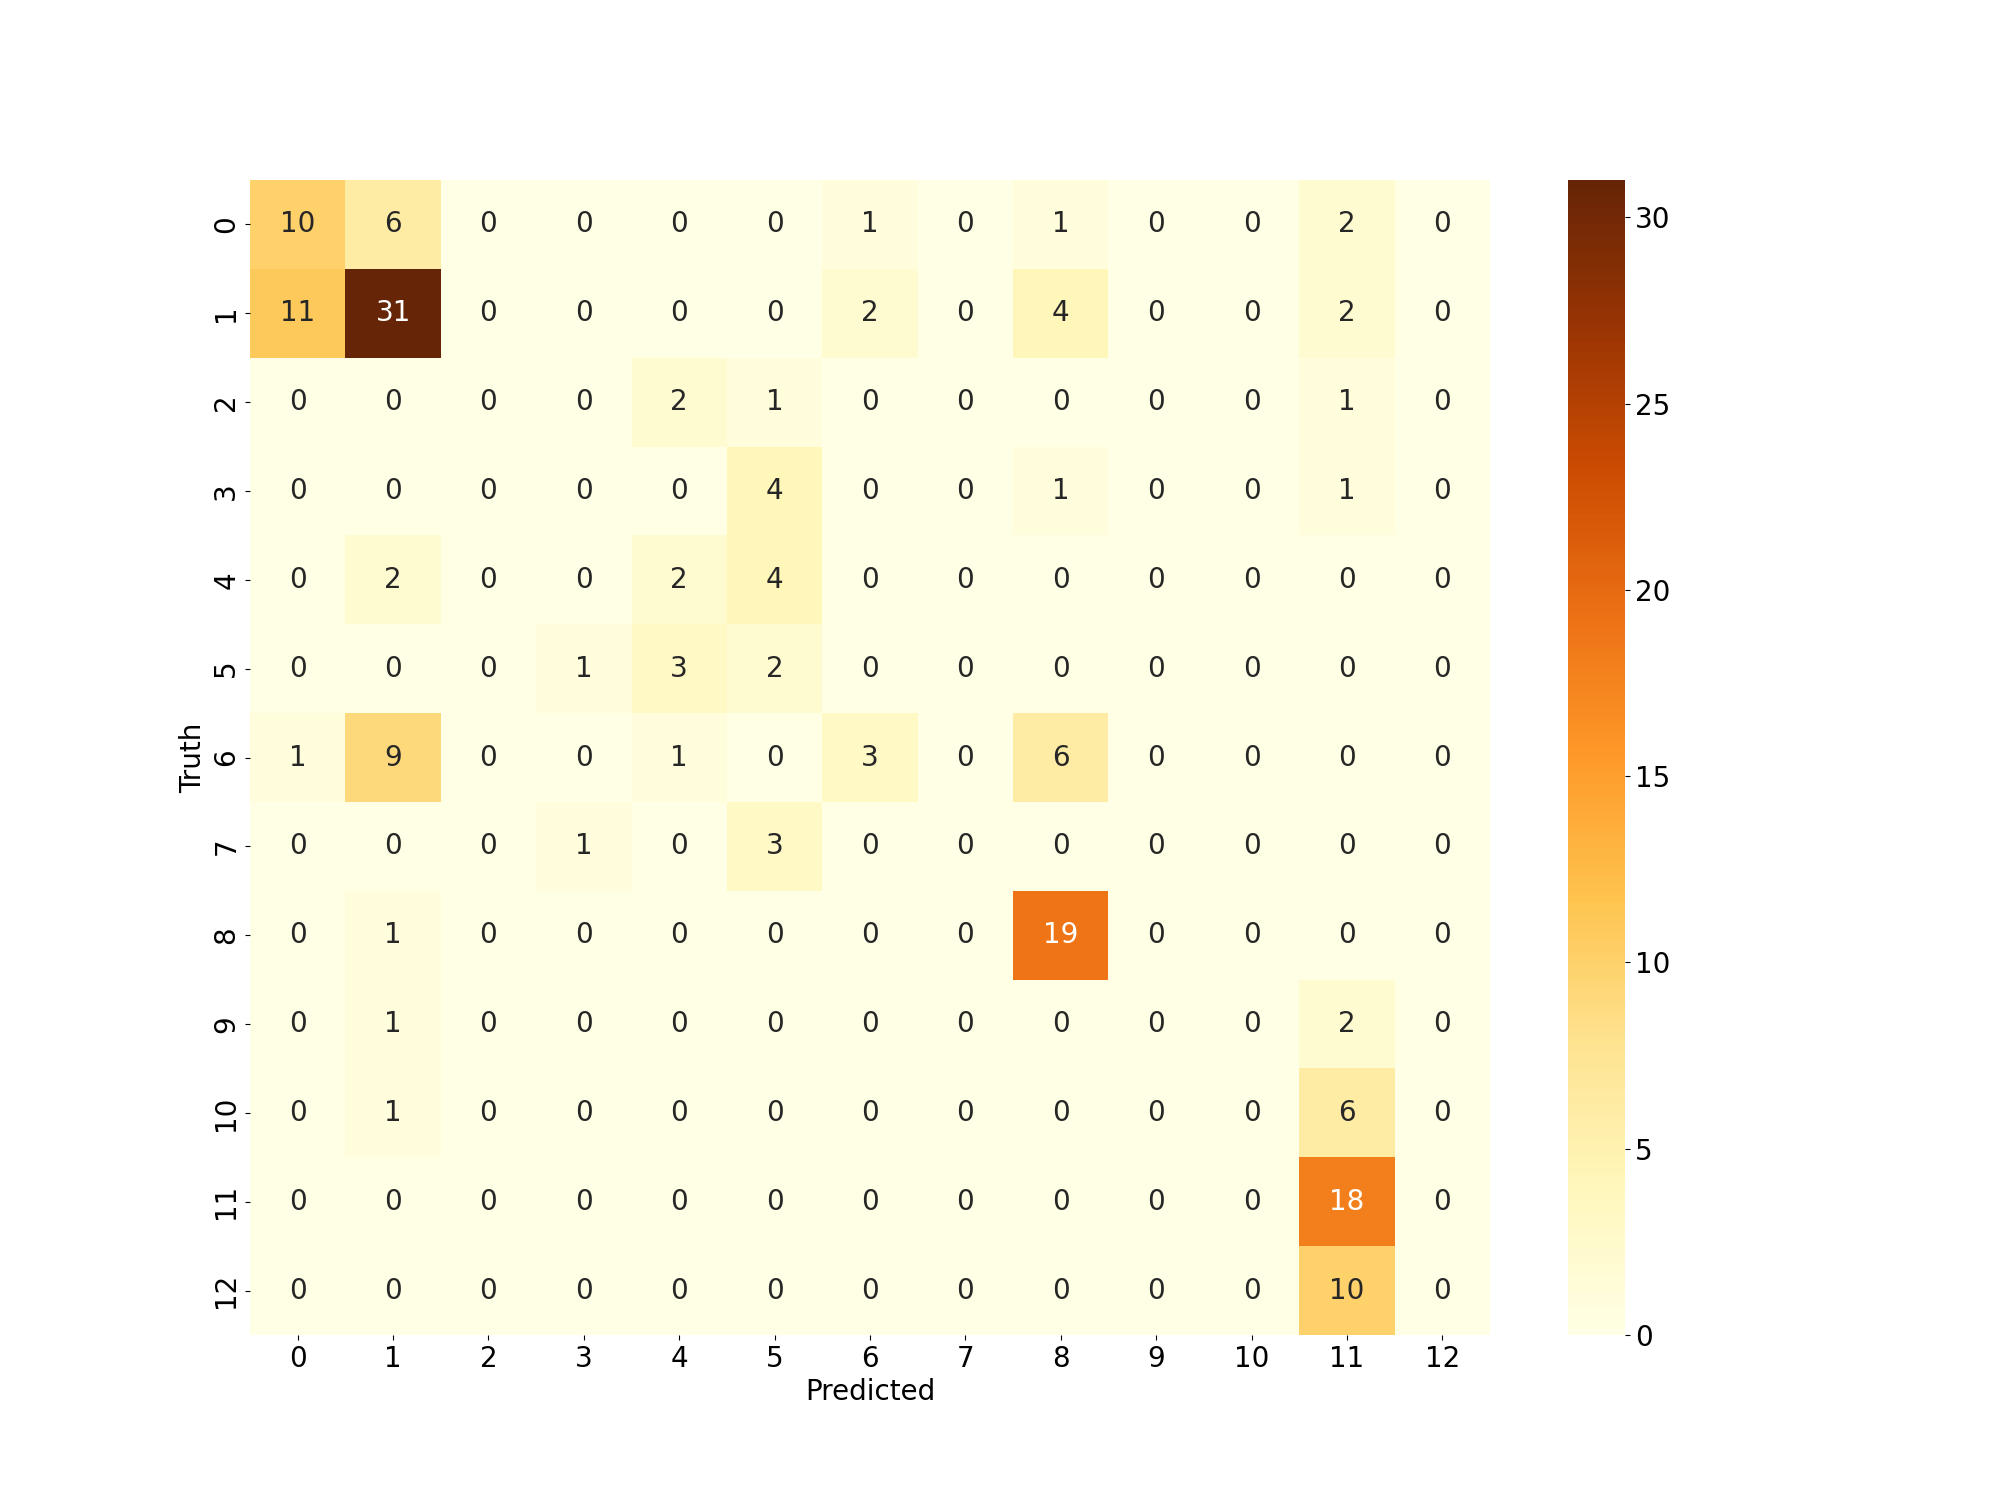 0 10 6 0 0 0 0 1 0 1 0 0 2 0
1 11 31 0 0 0 0 2 0 4 0 0 2 0
2 0 0 0 0 2 1 0 0 0 0 0 1 0
3 0 0 0 0 0 4 0 0 1 0 0 1 0
4 0 2 0 0 2 4 0 0 0 0 0 0 0
5 0 0 0 1 3 2 0 0 0 0 0 0 0
6 1 9 0 0 1 0 3 0 6 0 0 0 0
7 0 0 0 1 0 3 0 0 0 0 0 0 0
8 0 1 0 0 0 0 0 0 19 0 0 0 0
9 0 1 0 0 0 0 0 0 0 0 0 2 0
10 0 1 0 0 0 0 0 0 0 0 0 6 0
11 0 0 0 0 0 0 0 0 0 0 0 18 0
12 0 0 0 0 0 0 0 0 0 0 0 10 0
0 1 2 3 4 5 6 7 8 9 10 11 12
Predicted
Truth
30
25
20
15
10
5
0